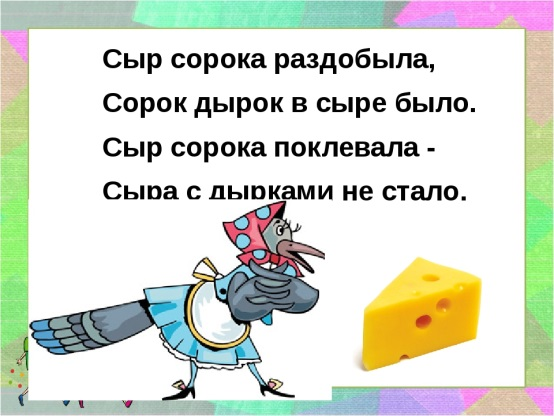 Сыр сорока раздобыла,
Сорок дырок в сыре было.
Сыр сорока поклевала -
Сыра с дырками не стало.